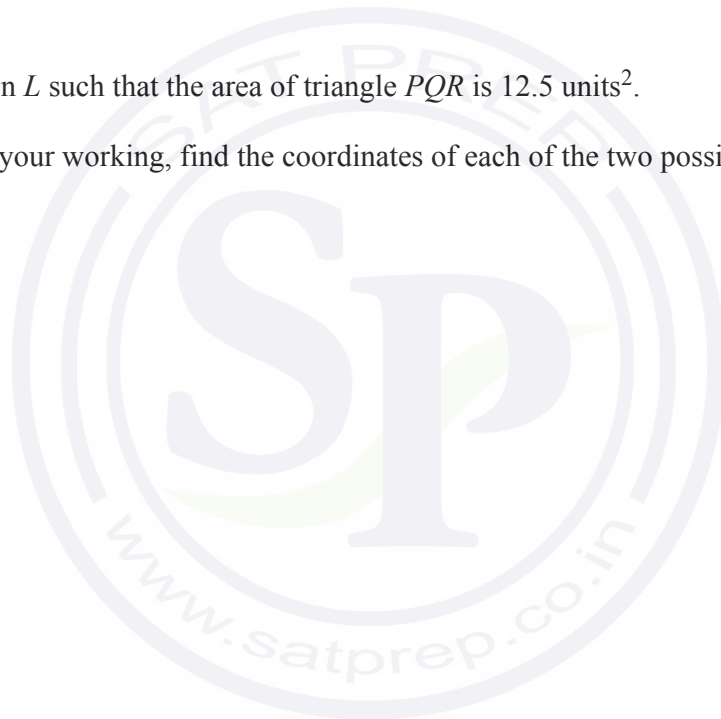 n L such that the area of triangle PQR is 12.5 units².
your working, find the coordinates of each of the two possi
SAT PREP
SP
www.satprep.co.in